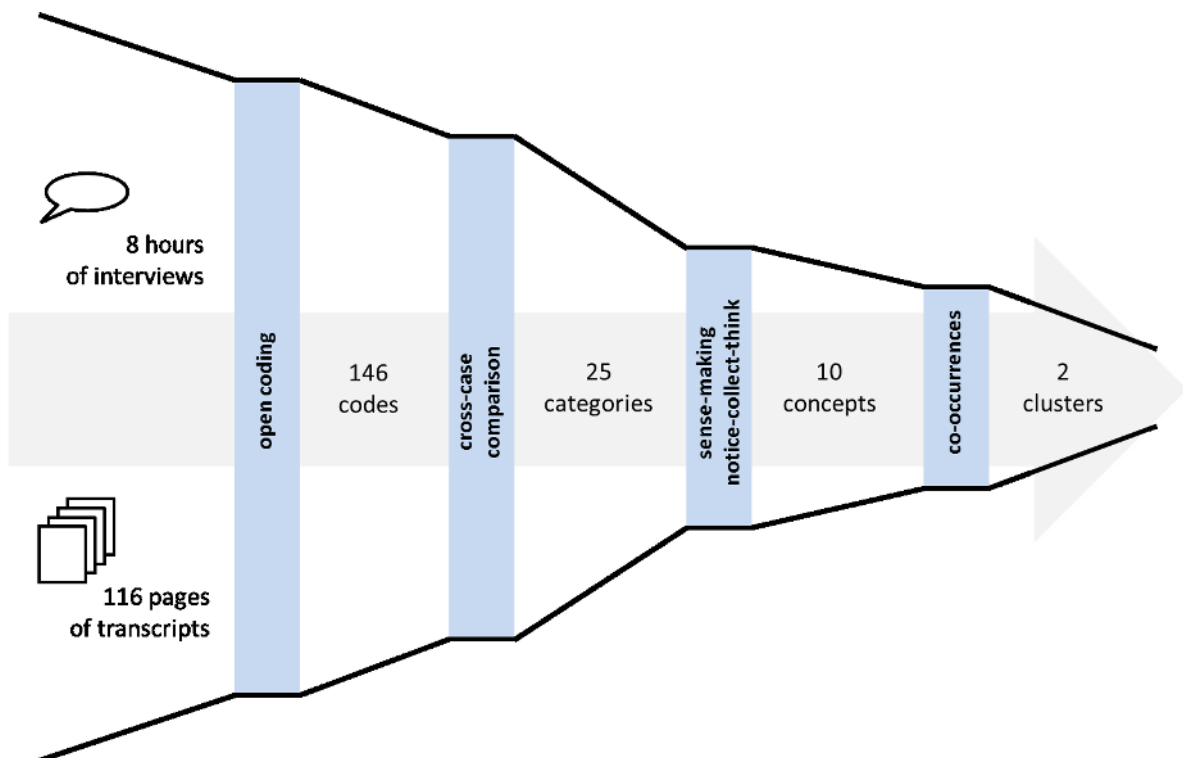 8 hours
of interviews
116 pages
of transcripts
open coding
146
codes
cross-case
comparison
25
categories
sense-making
notice-collect-think
10
concepts
co-occurrences
2
clusters